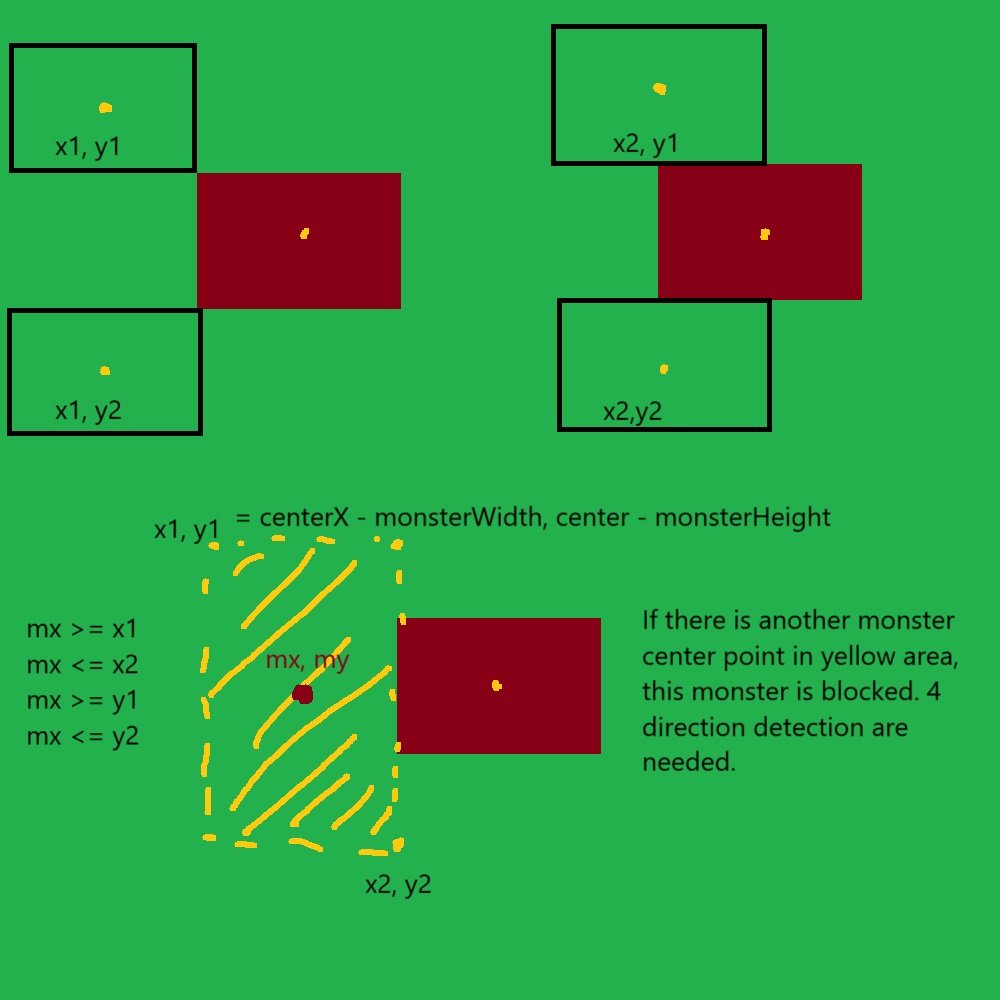 x1, y1
x2, y1
x1, y2
x2,y2
x1, y1 = centerX - monsterWidth, center - monsterHeight
mx >= x1
mx <= x2
mx >= y1
mx <= y2
mx, my
If there is another monster
center point in yellow area,
this monster is blocked. 4
direction detection are
needed.
x2, y2